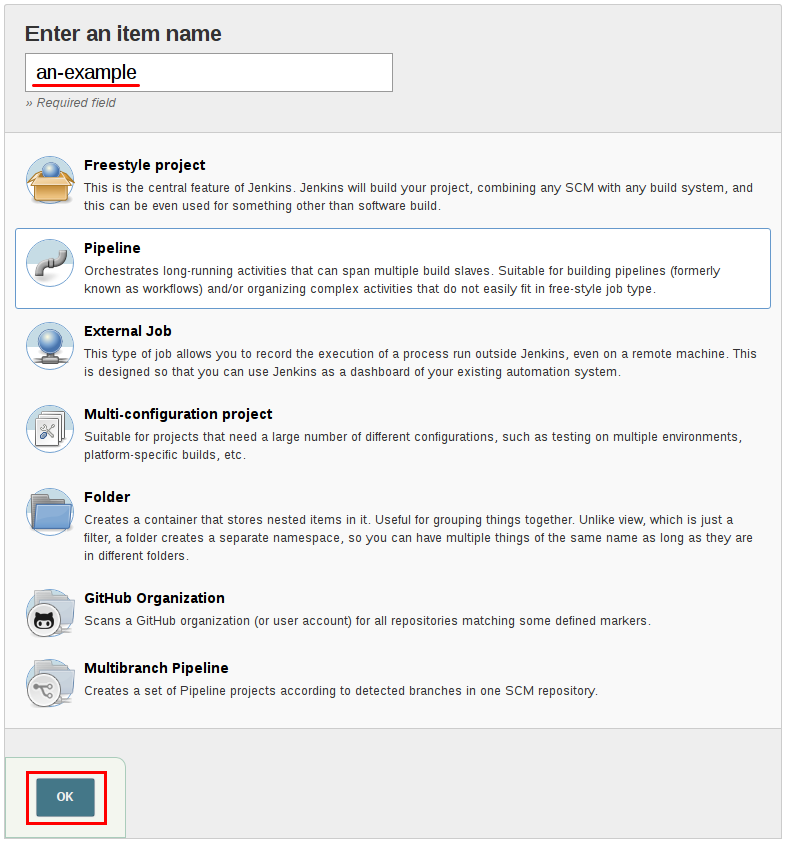 Enter an item name
an-example
» Required field
Freestyle project
This is the central feature of Jenkins. Jenkins will build your project, combining any SCM with any build system, and
this can be even used for something other than software build.
Pipeline
Orchestrates long-running activities that can span multiple build slaves. Suitable for building pipelines (formerly
known as workflows) and/or organizing complex activities that do not easily fit in free-style job type.
External Job
This type of job allows you to record the execution of a process run outside Jenkins, even on a remote machine. This
is designed so that you can use Jenkins as a dashboard of your existing automation system.
Multi-configuration project
Suitable for projects that need a large number of different configurations, such as testing on multiple environments,
platform-specific builds, etc.
Folder
Creates a container that stores nested items in it. Useful for grouping things together. Unlike view, which is just a
filter, a folder creates a separate namespace, so you can have multiple things of the same name as long as they are
in different folders.
GitHub Organization
Scans a GitHub organization (or user account) for all repositories matching some defined markers.
Multibranch Pipeline
Creates a set of Pipeline projects according to detected branches in one SCM repository.
OK